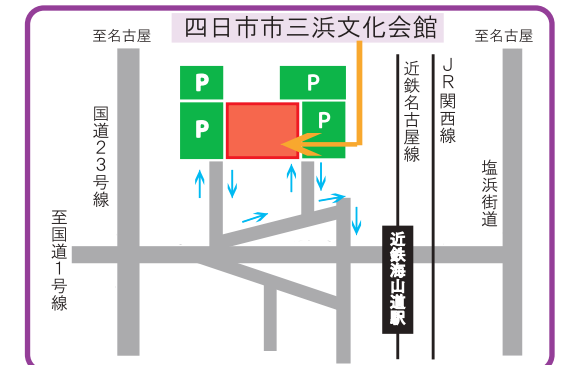 四日市市三浜文化会館
至名古屋
至名古屋
P
P
P
P
近鉄名古屋線
JR関西線
国道23号線
塩浜街道
至国道1号線
近鉄海山道駅